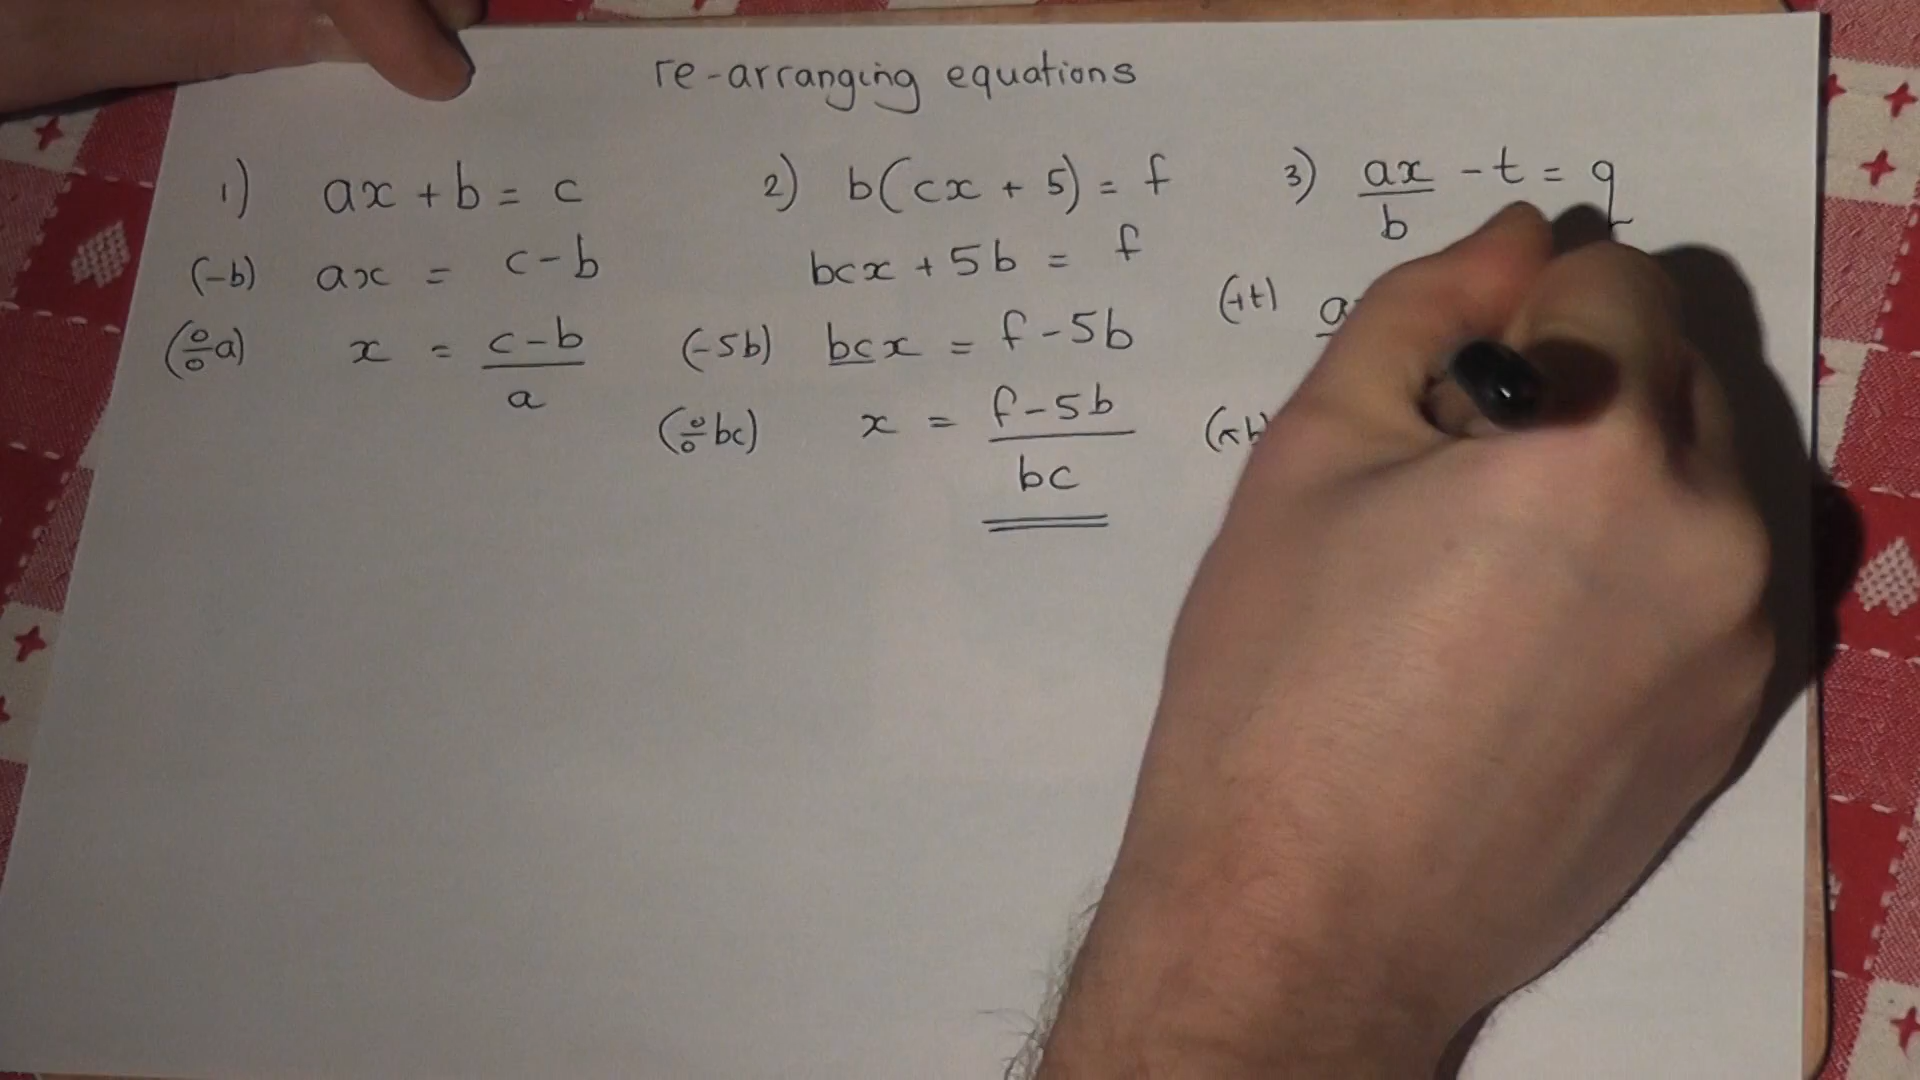 re-arranging equations
1) ax + b = c
(-b) ax = c - b
(÷a) x = c - b / a
2) b(cx + 5) = f
bcx + 5b = f
(-5b) bcx = f - 5b
(÷bc) x = f - 5b / bc
3) ax / b - t = q
(+t) a
(×b)